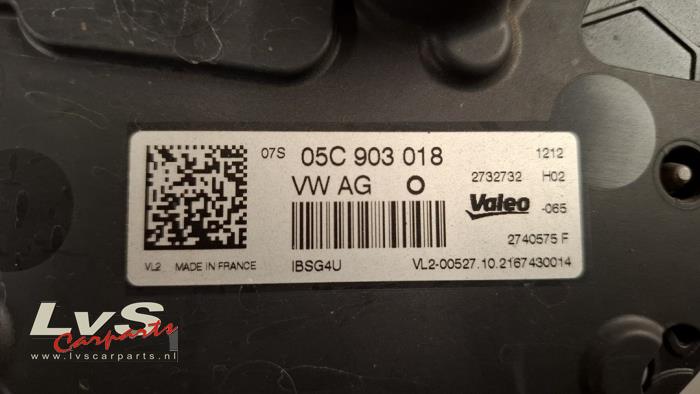 07S 05C 903 018 1212
VW AG O 2732732 H02
Valeo -065
2740575 F
VL2 MADE IN FRANCE IBSG4U VL2-00527.10.2167430014
LvS
Carparts
www.lvscarparts.nl